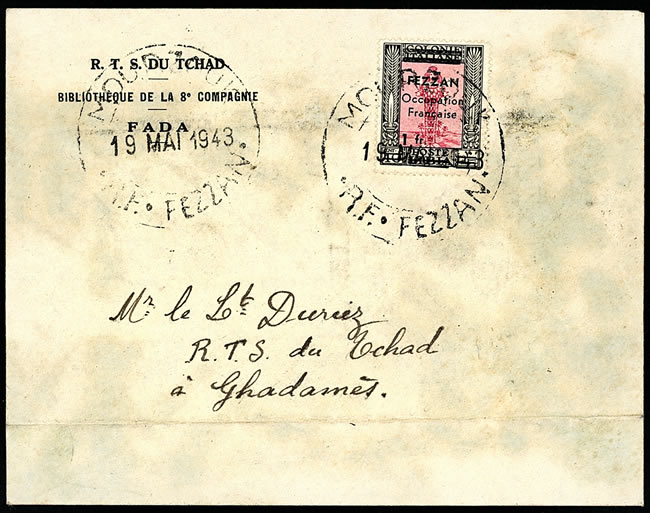 R. T. S. DU TCHAD
BIBLIOTHÈQUE DE LA 8e COMPAGNIE
FADA
19 MAI 1943
R.F. FEZZAN
COLONIE ITALIANE
FEZZAN
Occupation
Française
1 fr.
R.F. FEZZAN
Mr le Lt Duriez
R.T.S. du Tchad
à Ghadamès.